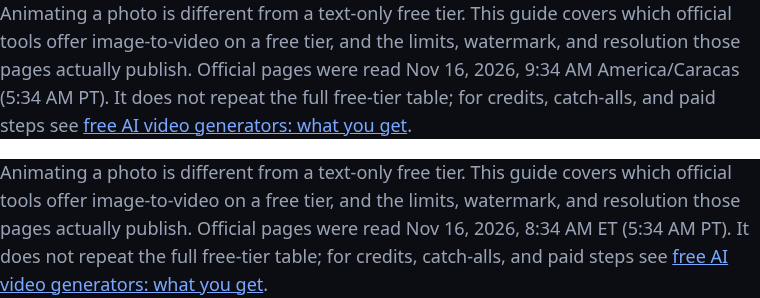 Animating a photo is different from a text-only free tier. This guide covers which official
tools offer image-to-video on a free tier, and the limits, watermark, and resolution those
pages actually publish. Official pages were read Nov 16, 2026, 9:34 AM America/Caracas
(5:34 AM PT). It does not repeat the full free-tier table; for credits, catch-alls, and paid
steps see free AI video generators: what you get.
Animating a photo is different from a text-only free tier. This guide covers which official
tools offer image-to-video on a free tier, and the limits, watermark, and resolution those
pages actually publish. Official pages were read Nov 16, 2026, 8:34 AM ET (5:34 AM PT). It
does not repeat the full free-tier table; for credits, catch-alls, and paid steps see free AI
video generators: what you get.